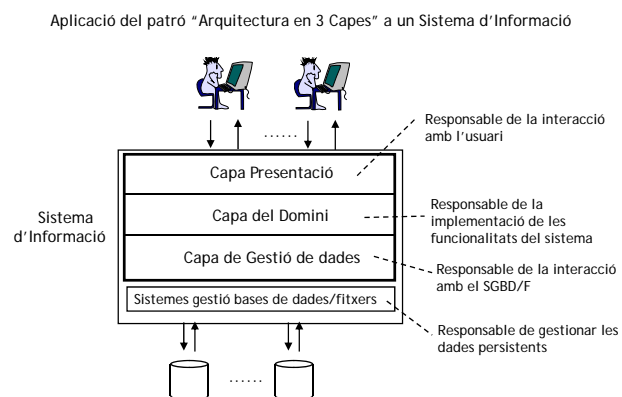 Aplicació del patró “Arquitectura en 3 Capes” a un Sistema d’Informació
Responsable de la interacció
amb l’usuari
......
Capa Presentació
Capa del Domini
Responsable de la
implementació de les
funcionalitats del sistema
Sistema
d’Informació
Capa de Gestió de dades
Responsable de la interacció
amb el SGBD/F
Sistemes gestió bases de dades/fitxers
Responsable de gestionar les
dades persistents
......